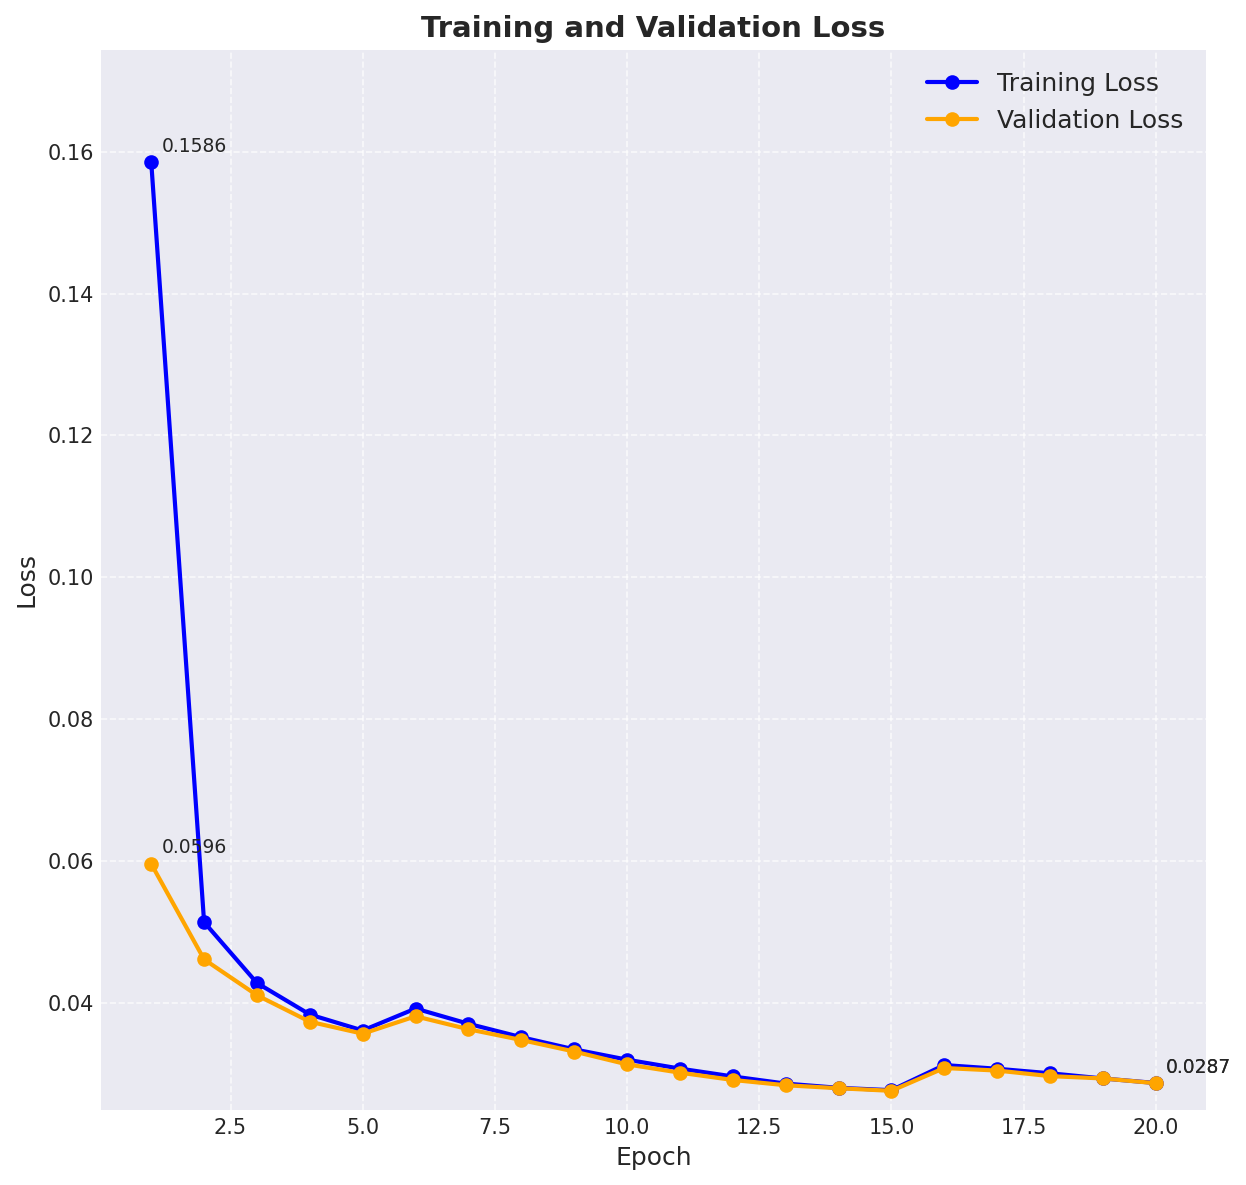 Training and Validation Loss
Training Loss
Validation Loss
0.1586
0.0596
0.0287
0.16
0.14
0.12
0.10
0.08
0.06
0.04
Loss
2.5 5.0 7.5 10.0 12.5 15.0 17.5 20.0
Epoch